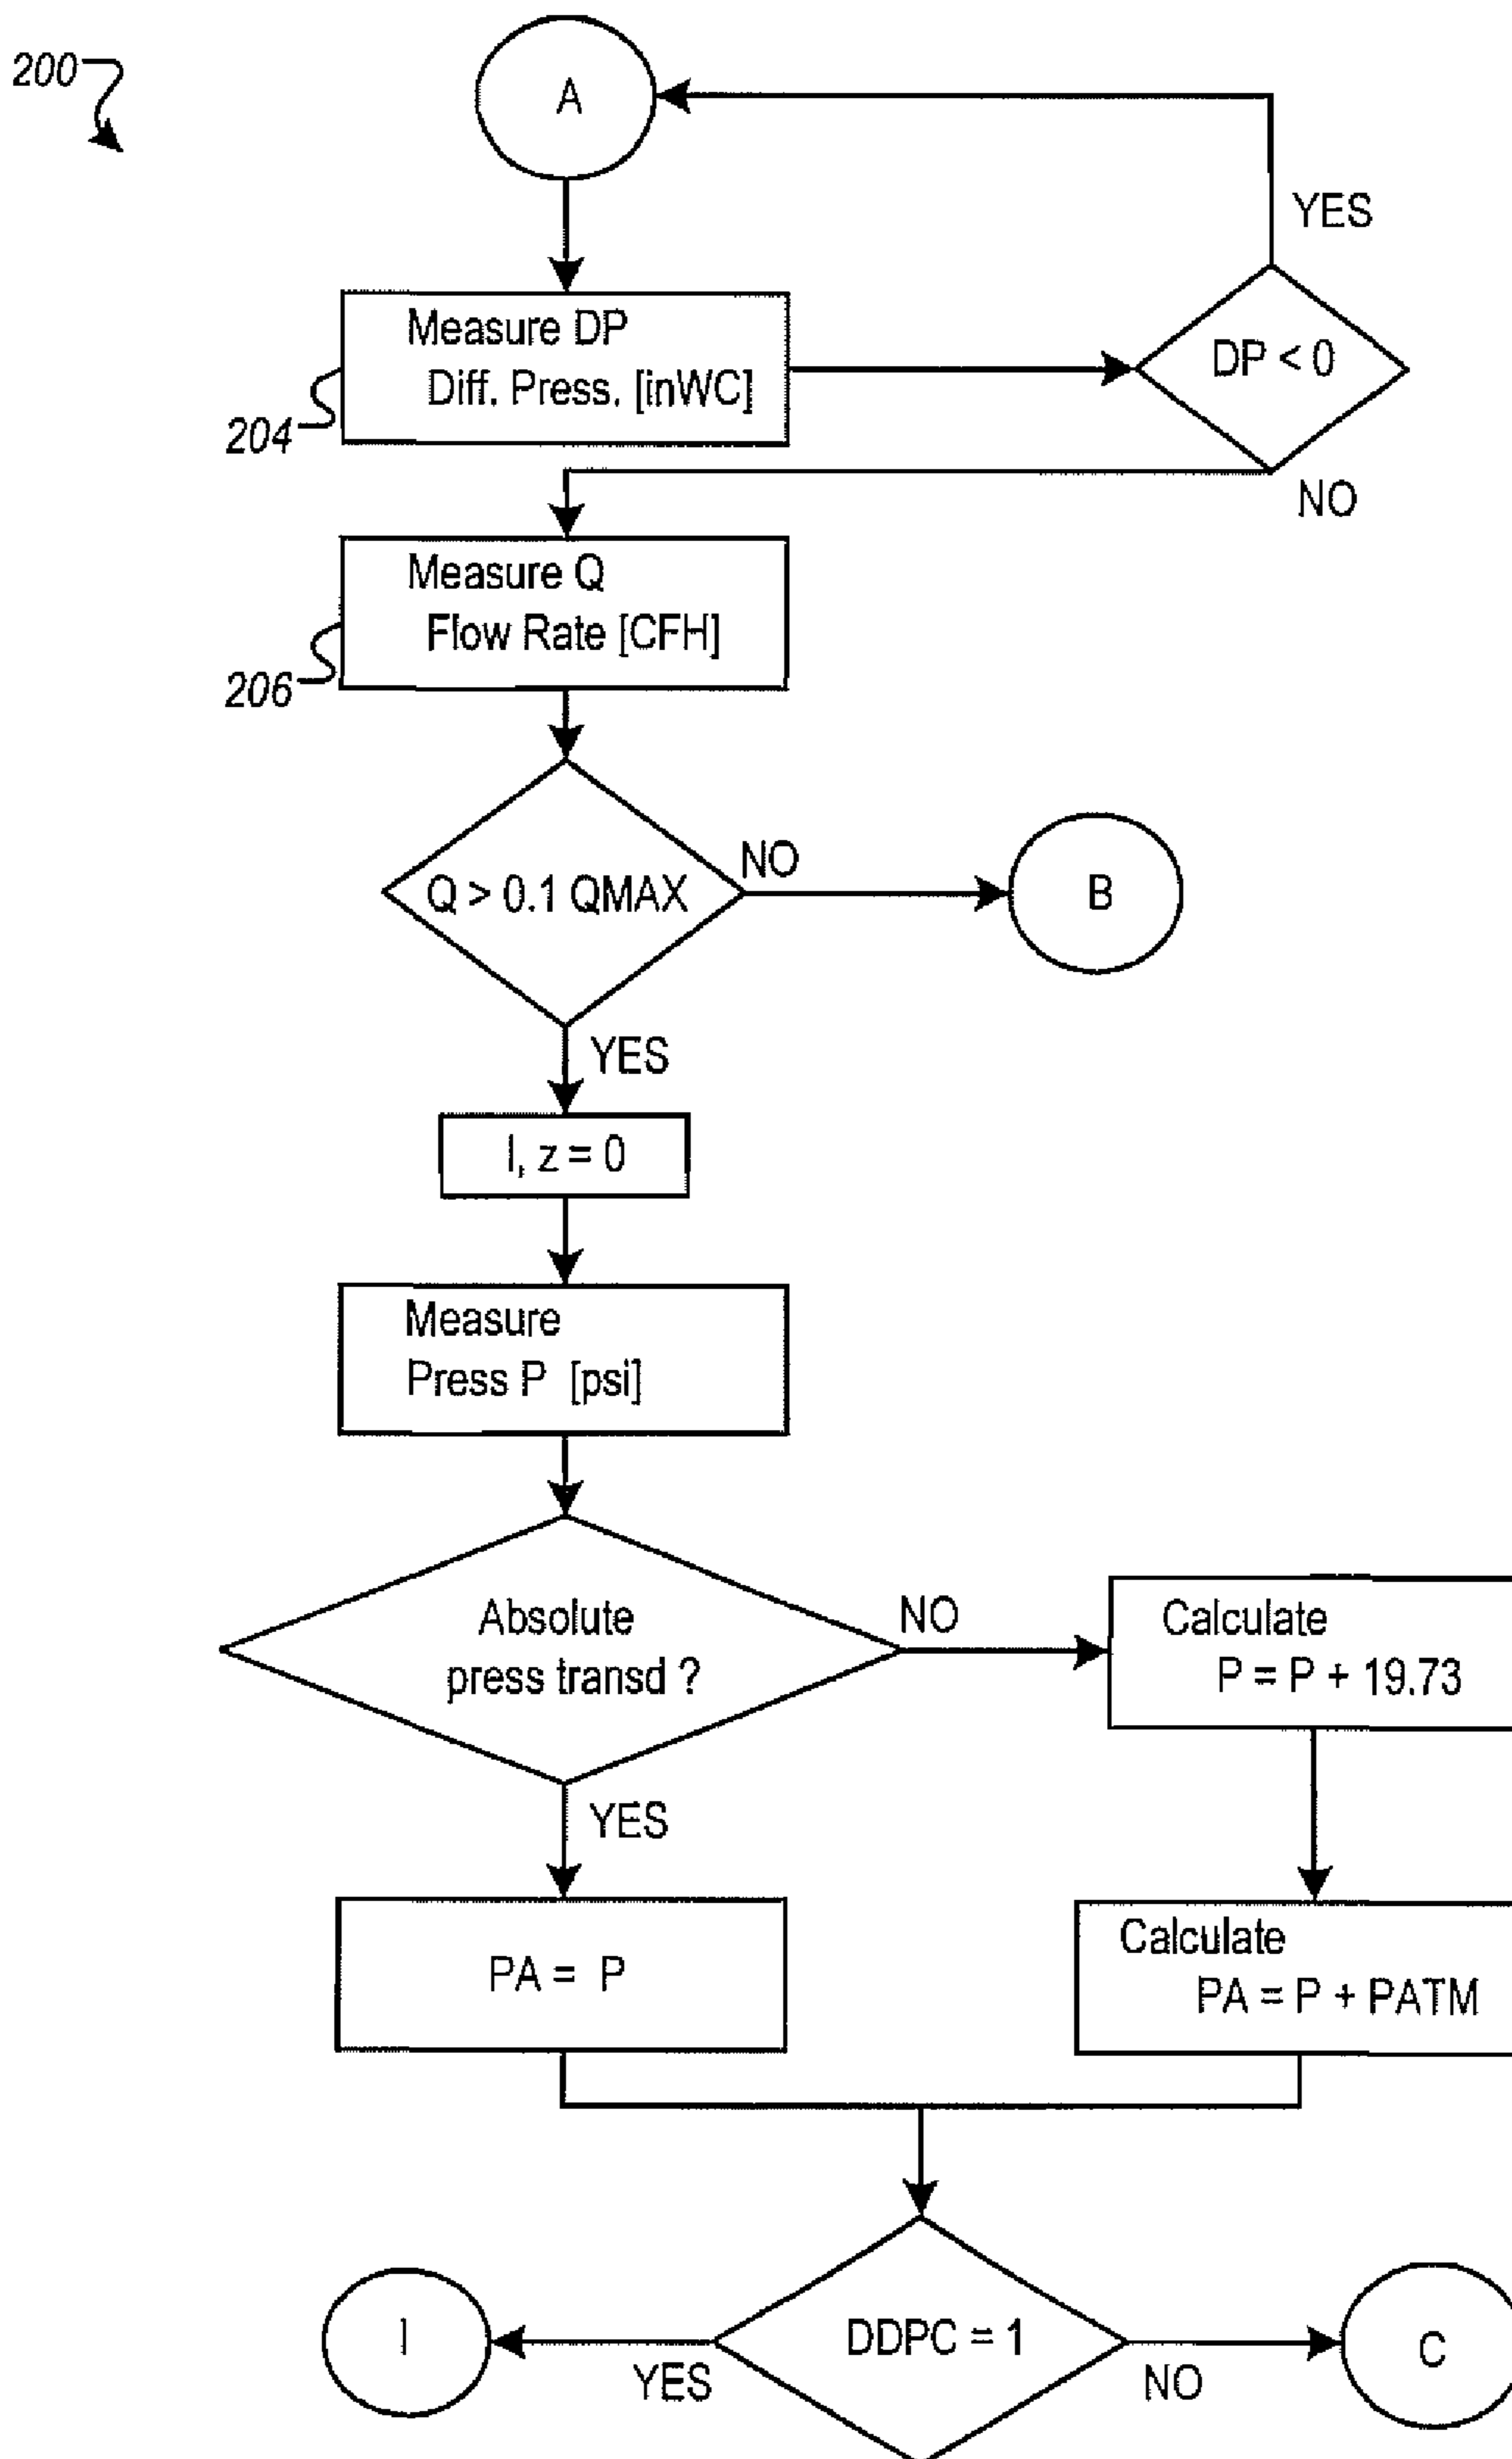 200
A
YES
Measure DP
Diff. Press. [inWC]
DP < 0
204
NO
Measure Q
Flow Rate [CFH]
206
Q > 0.1 QMAX
NO
B
YES
I, z = 0
Measure
Press P [psi]
Absolute
press transd ?
NO
Calculate
P = P + 19.73
YES
PA = P
Calculate
PA = P + PATM
I
YES
DDPC = 1
NO
C